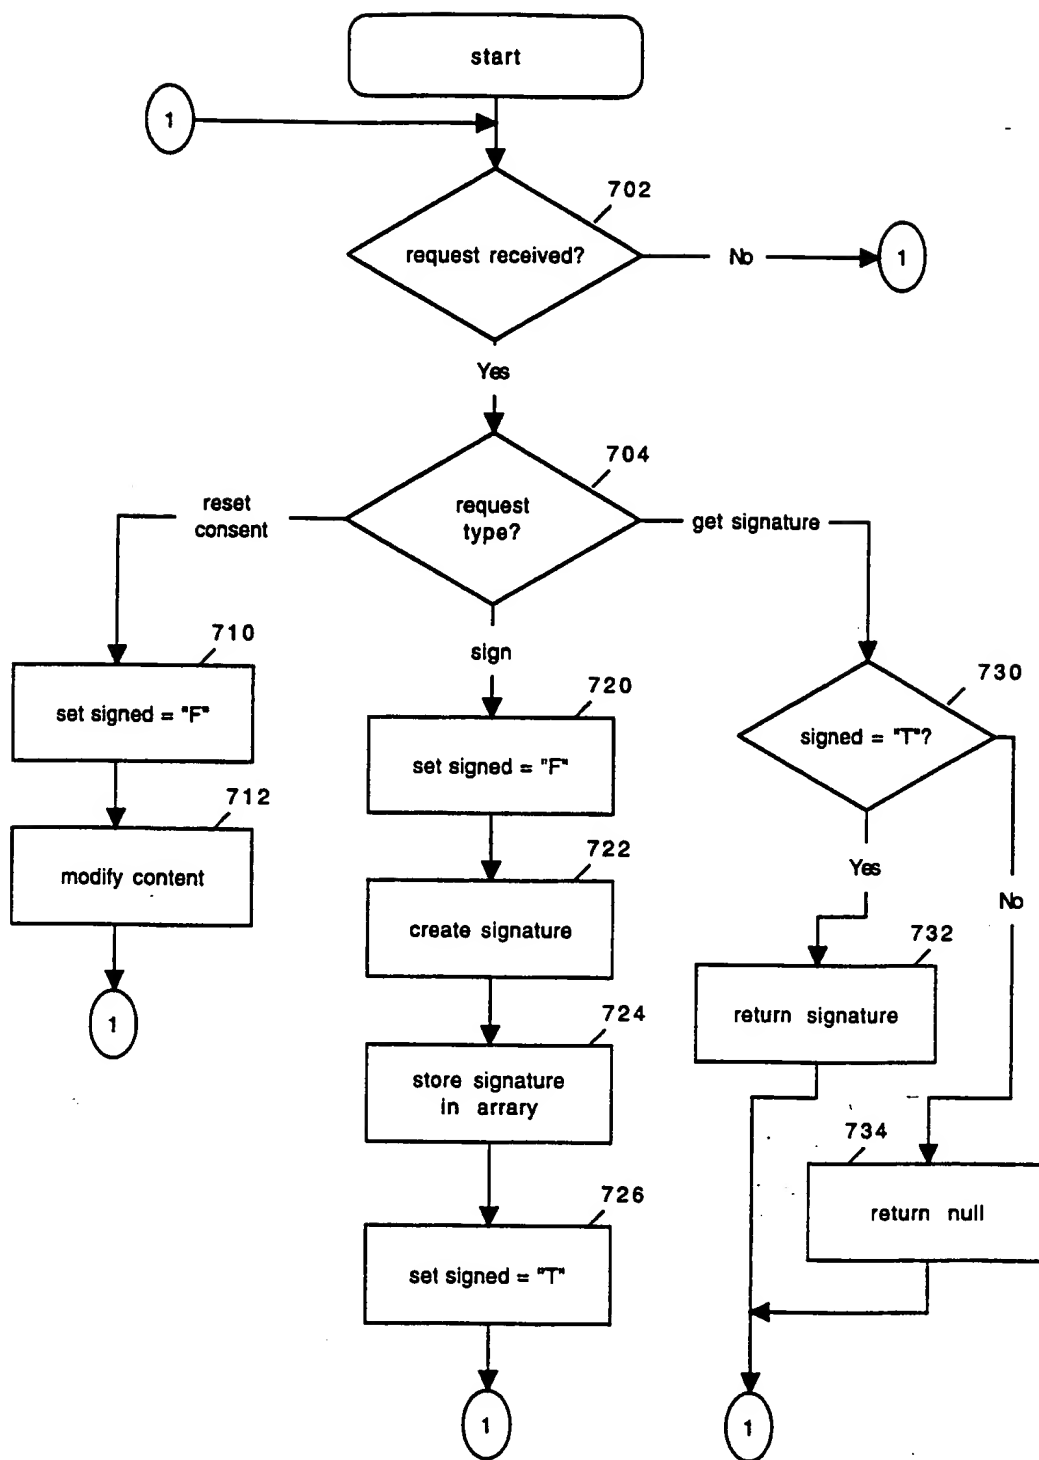 start
1
702
request received?
No
1
Yes
704
request
type?
reset
consent
get signature
sign
710
set signed = "F"
720
set signed = "F"
730
signed = "T"?
712
modify content
722
create signature
Yes
No
1
732
return signature
724
store signature
in arrary
734
return null
726
set signed = "T"
1
1